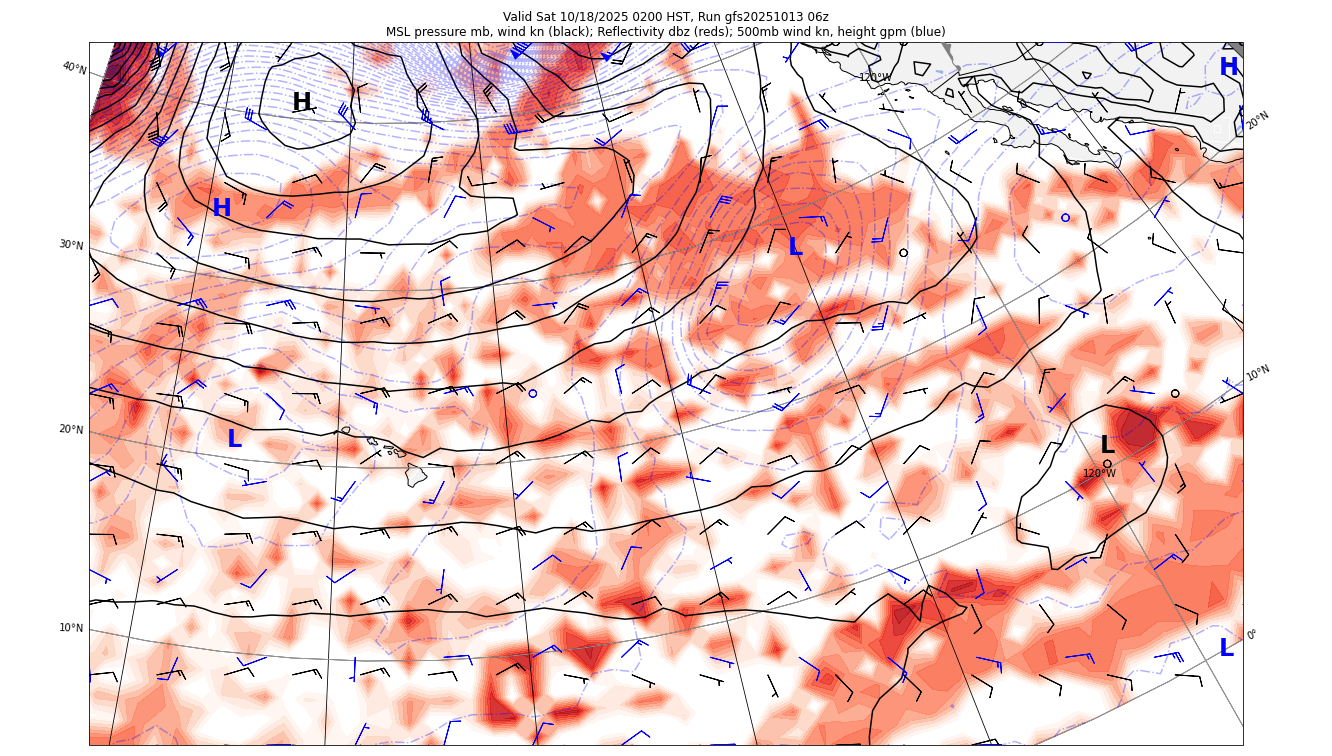 Valid Sat 10/18/2025 0200 HST, Run gfs20251013 06z
MSL pressure mb, wind kn (black); Reflectivity dbz (reds); 500mb wind kn, height gpm (blue)
40°N
120°W
H
20°N
H
H
30°N
L
10°N
20°N
L
L
120°W
10°N
0°
L